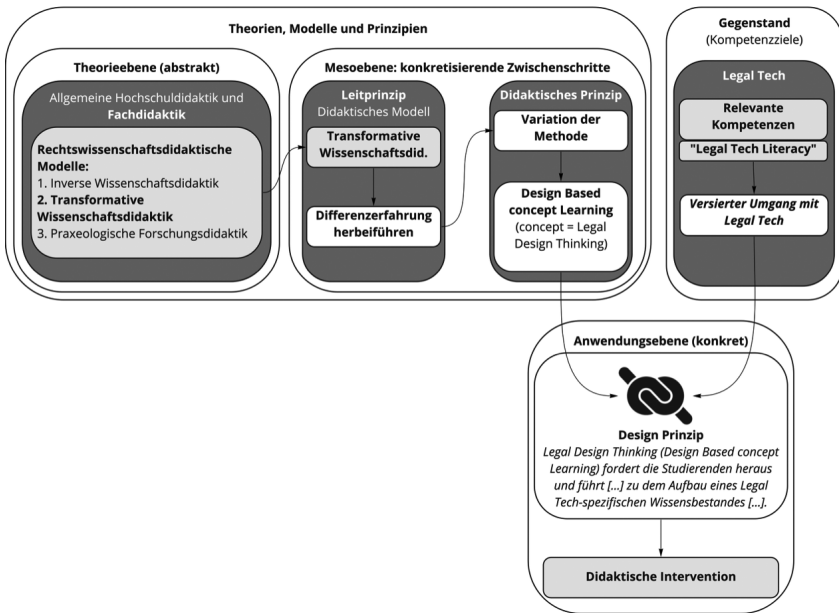 Theorien, Modelle und Prinzipien
Theorieebene (abstrakt)
Allgemeine Hochschuldidaktik und
Fachdidaktik
Rechtswissenschaftsdidaktische
Modelle:
1. Inverse Wissenschaftsdidaktik
2. Transformative
Wissenschaftsdidaktik
3. Praxeologische Forschungsdidaktik
Mesoebene: konkretisierende Zwischenschritte
Leitprinzip
Didaktisches Modell
Transformative
Wissenschaftsdid.
Differenzerfahrung
herbeiführen
Didaktisches Prinzip
Variation der
Methode
Design Based
concept Learning
(concept = Legal
Design Thinking)
Gegenstand
(Kompetenzziele)
Legal Tech
Relevante
Kompetenzen
"Legal Tech Literacy"
Versierter Umgang mit
Legal Tech
Anwendungsebene (konkret)
Design Prinzip
Legal Design Thinking (Design Based concept
Learning) fordert die Studierenden heraus
und führt [...] zu dem Aufbau eines Legal
Tech-spezifischen Wissensbestandes [...].
Didaktische Intervention